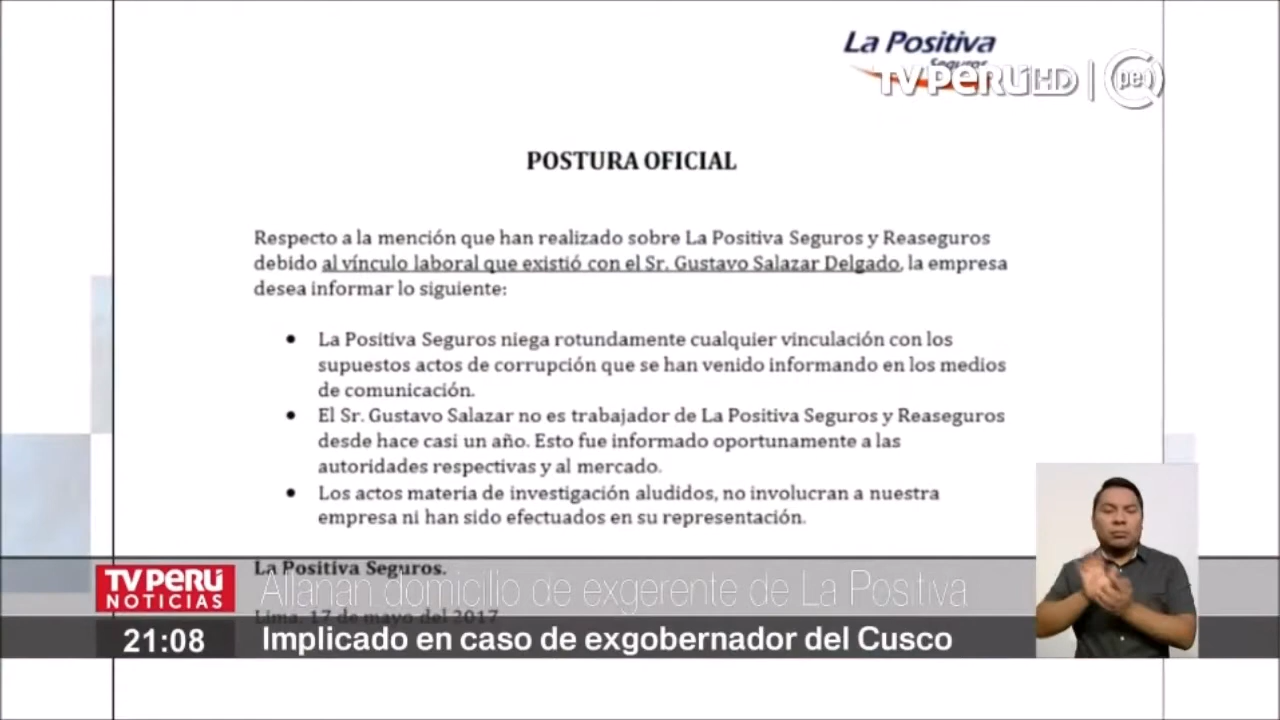 La Positiva
Seguros
TVPERÚ HD | pe
POSTURA OFICIAL
Respecto a la mención que han realizado sobre La Positiva Seguros y Reaseguros
debido al vínculo laboral que existió con el Sr. Gustavo Salazar Delgado, la empresa
desea informar lo siguiente:
• La Positiva Seguros niega rotundamente cualquier vinculación con los
supuestos actos de corrupción que se han venido informando en los medios
de comunicación.
• El Sr. Gustavo Salazar no es trabajador de La Positiva Seguros y Reaseguros
desde hace casi un año. Esto fue informado oportunamente a las
autoridades respectivas y al mercado.
• Los actos materia de investigación aludidos, no involucran a nuestra
empresa ni han sido efectuados en su representación.
La Positiva Seguros.
Lima, 17 de mayo del 2017
TVPERÚ
NOTICIAS
Allanan domicilio de exgerente de La Positiva
21:08
Implicado en caso de exgobernador del Cusco